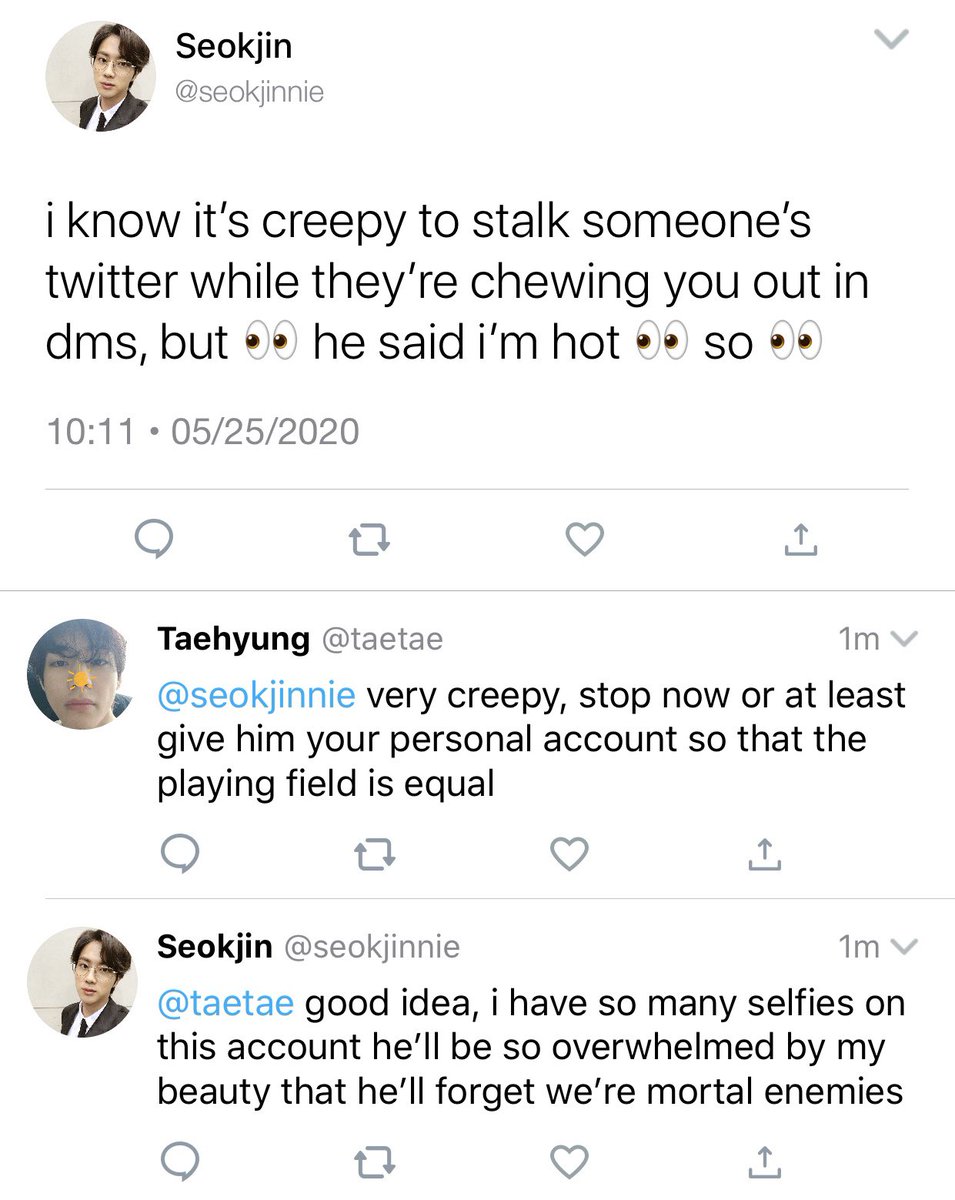 Seokjin
@seokjinnie
i know it’s creepy to stalk someone’s
twitter while they’re chewing you out in
dms, but 👀 he said i’m hot 👀 so 👀
10:11 • 05/25/2020
Taehyung @taetae 1m
@seokjinnie very creepy, stop now or at least
give him your personal account so that the
playing field is equal
Seokjin @seokjinnie 1m
@taetae good idea, i have so many selfies on
this account he’ll be so overwhelmed by my
beauty that he’ll forget we’re mortal enemies